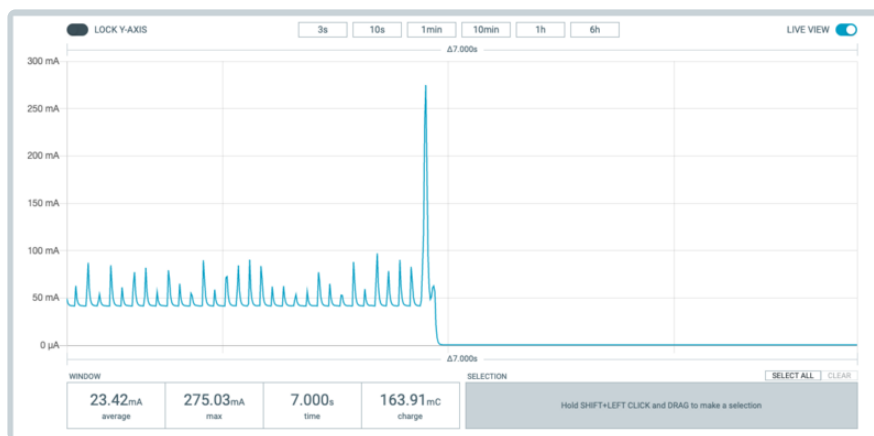 LOCK Y-AXIS 3s 10s 1min 10min 1h 6h LIVE VIEW
Δ7.000s
300 mA
250 mA
200 mA
150 mA
100 mA
50 mA
0 µA
Δ7.000s
WINDOW SELECTION SELECT ALL CLEAR
23.42mA 275.03mA 7.000s 163.91mC
average max time charge
Hold SHIFT+LEFT CLICK and DRAG to make a selection